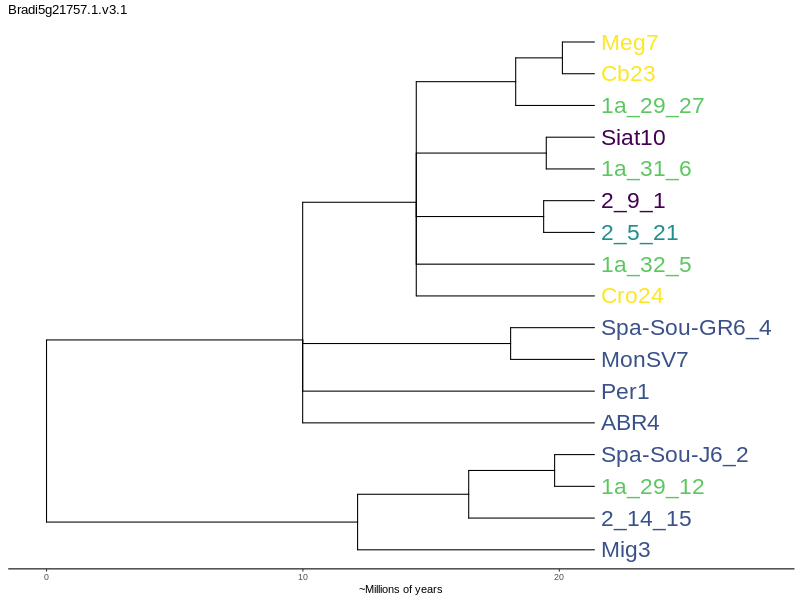 Bradi5g21757.1.v3.1
Meg7
Cb23
1a_29_27
Siat10
1a_31_6
2_9_1
2_5_21
1a_32_5
Cro24
Spa-Sou-GR6_4
MonSV7
Per1
ABR4
Spa-Sou-J6_2
1a_29_12
2_14_15
Mig3
0 10 20
~Millions of years